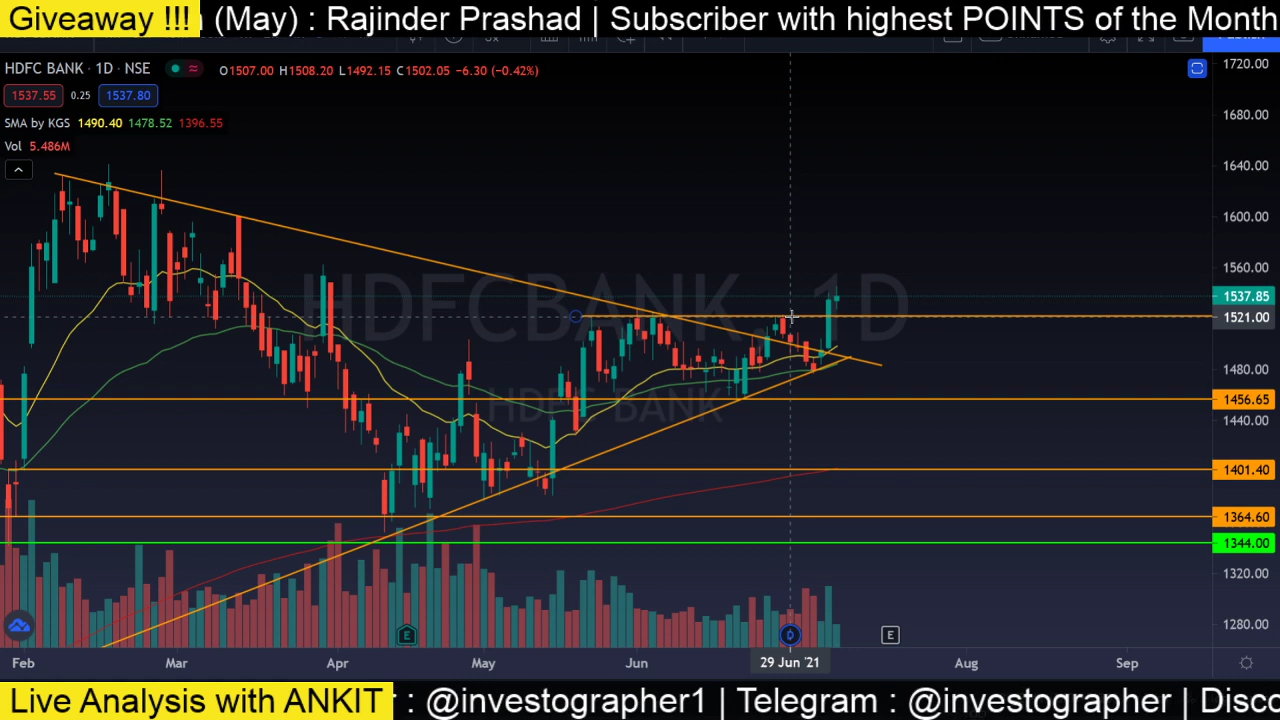 Giveaway !!! (May) : Rajinder Prashad | Subscriber with highest POINTS of the Month
HDFC BANK · 1D · NSE O1507.00 H1508.20 L1492.15 C1502.05 −6.30 (−0.42%)
1537.55 0.25 1537.80
SMA by KGS 1490.40 1478.52 1396.55
Vol 5.486M
HDFCBANK, 1D
HDFC BANK
1720.00
1680.00
1640.00
1600.00
1560.00
1537.85
1521.00
1480.00
1456.65
1440.00
1401.40
1364.60
1344.00
1320.00
1280.00
E D E
Feb Mar Apr May Jun 29 Jun '21 Aug Sep
Live Analysis with ANKIT : @investographer1 | Telegram : @investographer | Disco